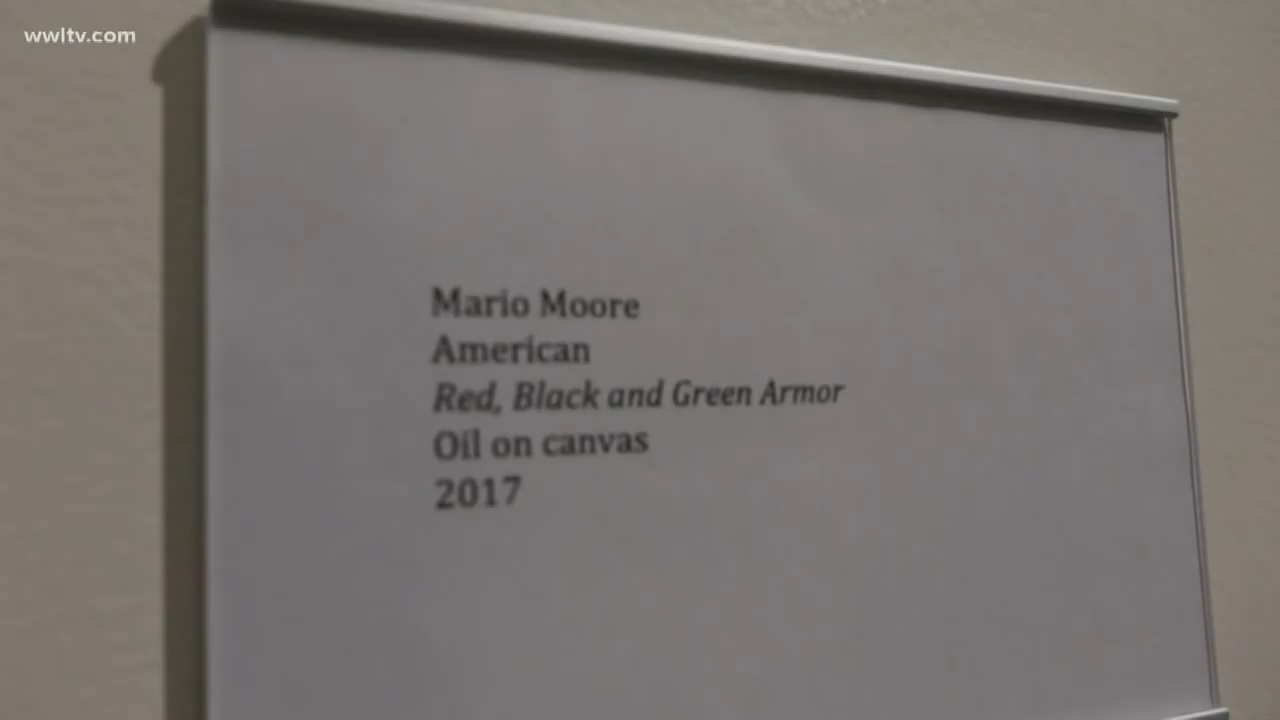 wwltv.com
Mario Moore
American
Red, Black and Green Armor
Oil on canvas
2017